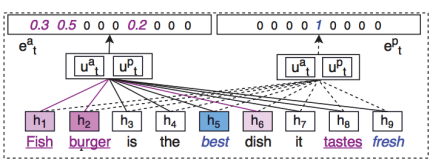 0.3 0.5 0 0 0 0.2 0 0 0 0 0 0 0 1 0 0 0 0
e^a_t e^p_t
u^a_t u^p_t u^a_t u^p_t
h1 h2 h3 h4 h5 h6 h7 h8 h9
Fish burger is the best dish it tastes fresh